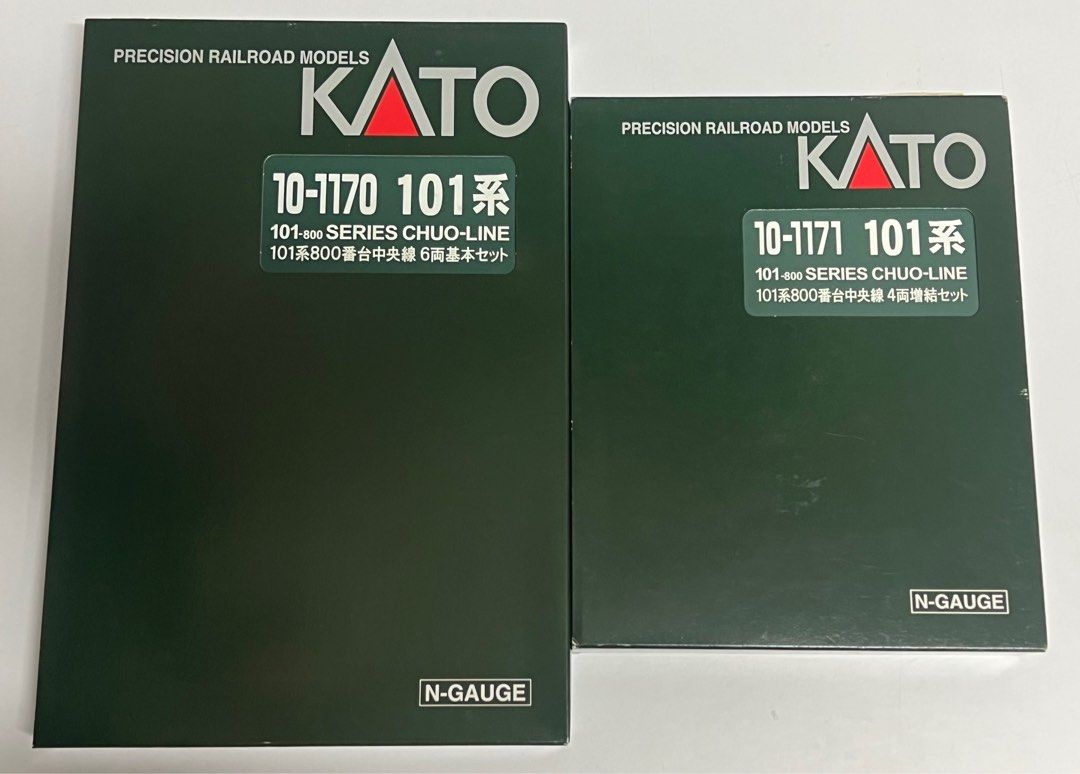 PRECISION RAILROAD MODELS
KATO
10-1170 101系
101-800 SERIES CHUO-LINE
101系800番台中央線 6両基本セット
N-GAUGE
PRECISION RAILROAD MODELS
KATO
10-1171 101系
101-800 SERIES CHUO-LINE
101系800番台中央線 4両増結セット
N-GAUGE